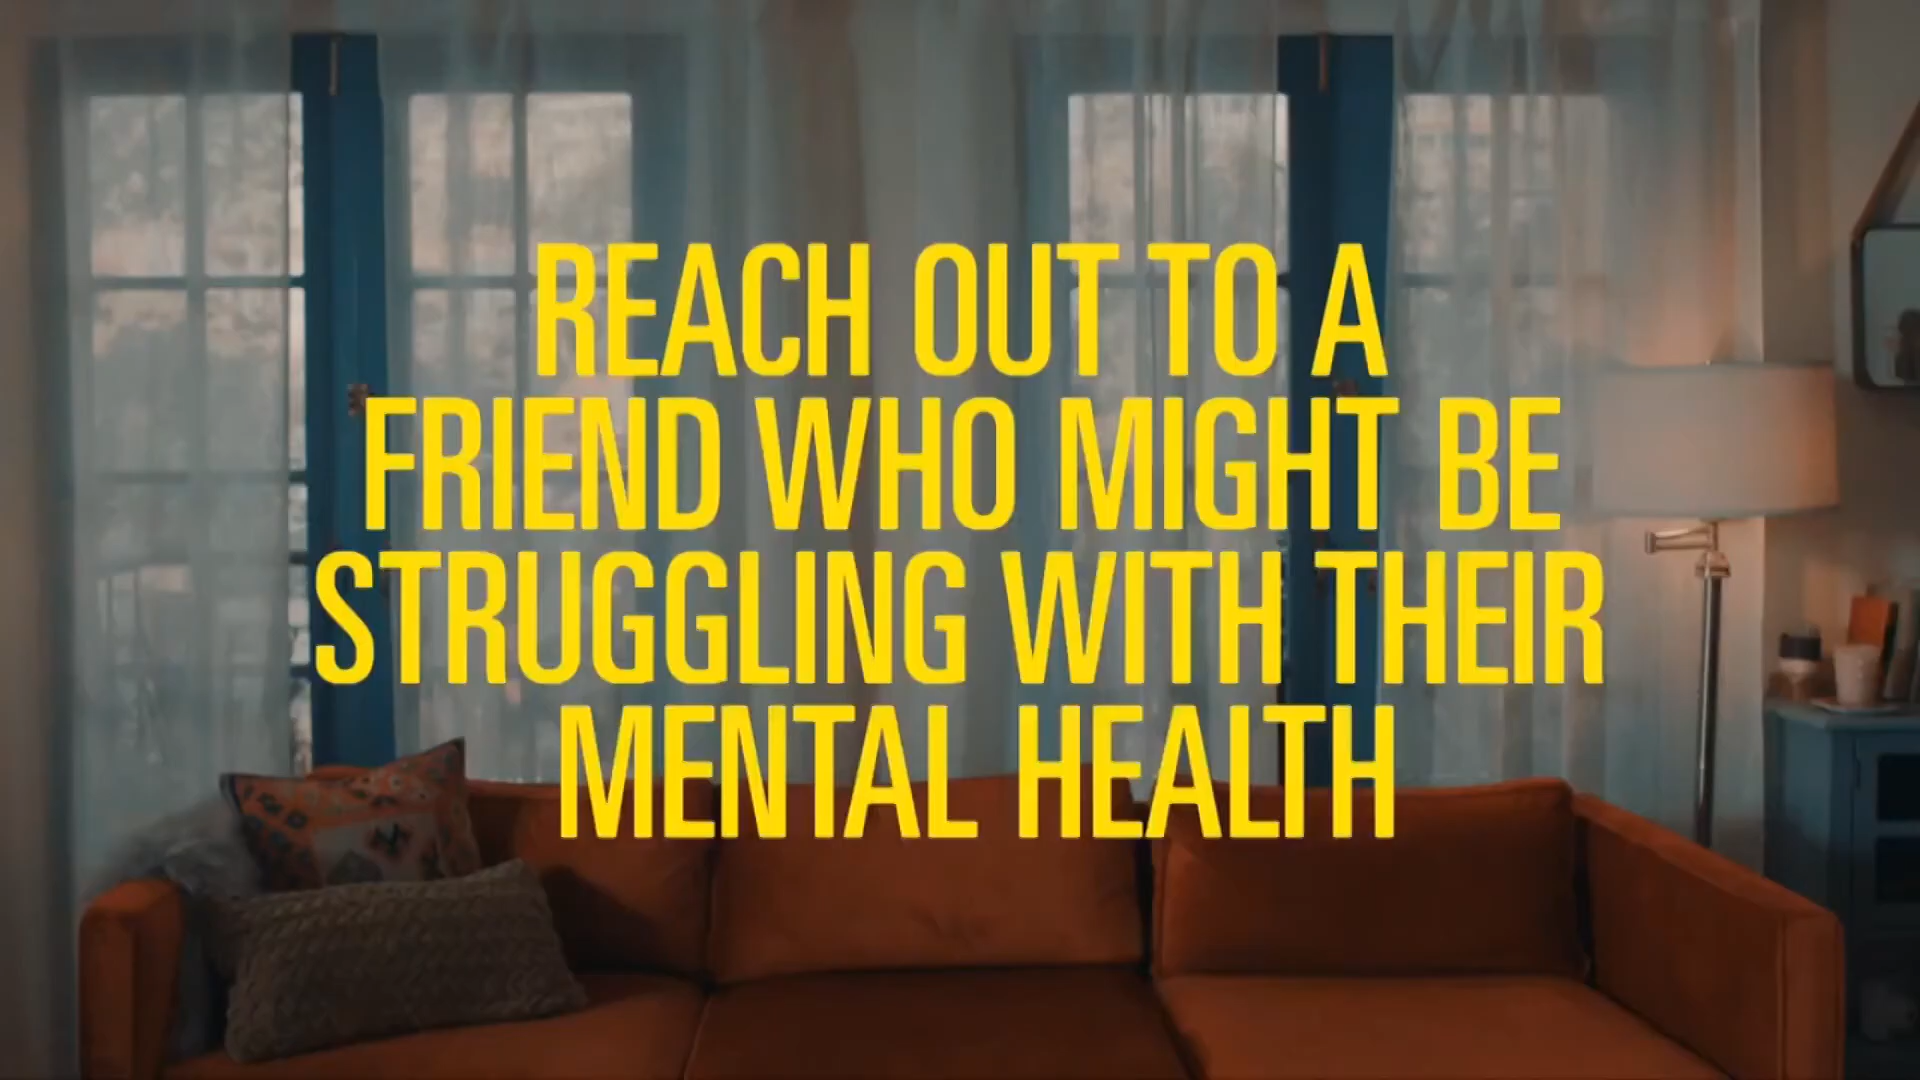 REACH OUT TO A
FRIEND WHO MIGHT BE
STRUGGLING WITH THEIR
MENTAL HEALTH